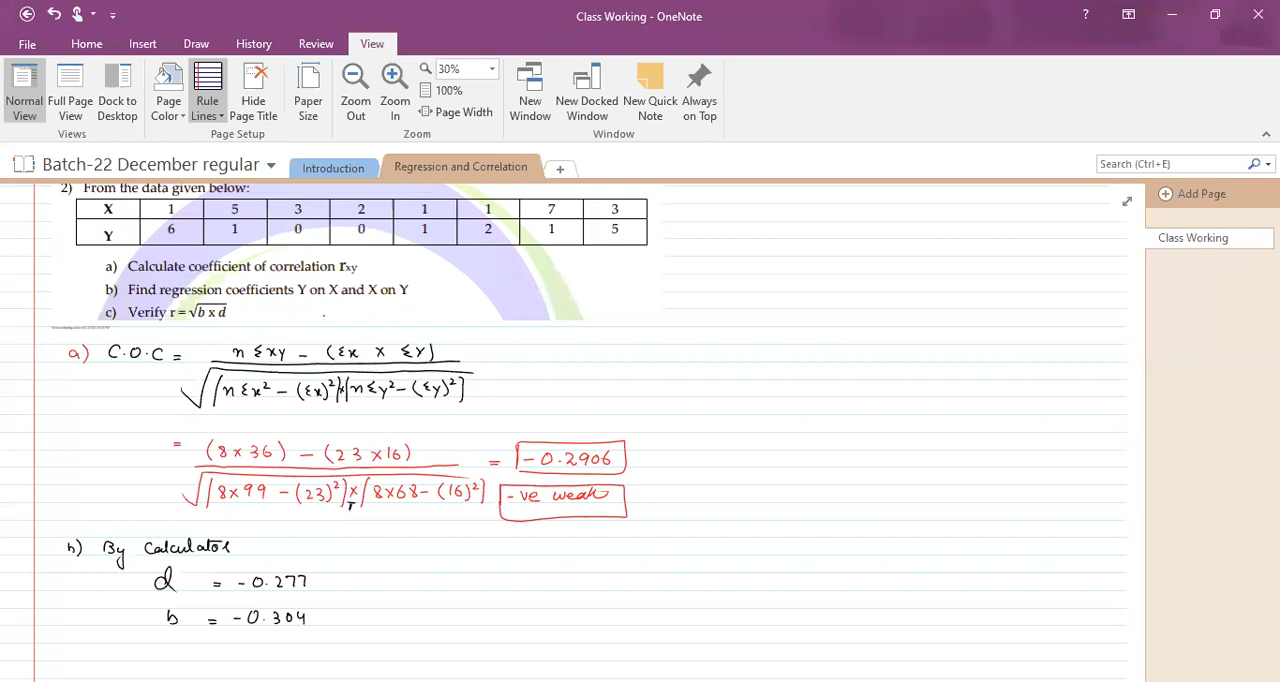 Class Working - OneNote
?
File Home Insert Draw History Review View
Normal View
Full Page View
Dock to Desktop
Page Color
Rule Lines
Hide Page Title
Paper Size
Zoom Out
Zoom In
30%
100%
Page Width
New Window
New Docked Window
New Quick Note
Always on Top
Views Page Setup Zoom Window
Batch-22 December regular Introduction Regression and Correlation + Search (Ctrl+E)
Add Page
Class Working
2) From the data given below:
X 1 5 3 2 1 1 7 3
Y 6 1 0 0 1 2 1 5
a) Calculate coefficient of correlation rxy
b) Find regression coefficients Y on X and X on Y
c) Verify r = √b x d
a) C.O.C = n Σxy - (Σx x Σy)
√[n Σx² - (Σx)²]x[n Σy² - (Σy)²]
= (8 x 36) - (23 x 16) = -0.2906
√[8x99 - (23)²]x[8x68 - (16)²] -ve weak
b) By Calculator
d = -0.277
b = -0.304